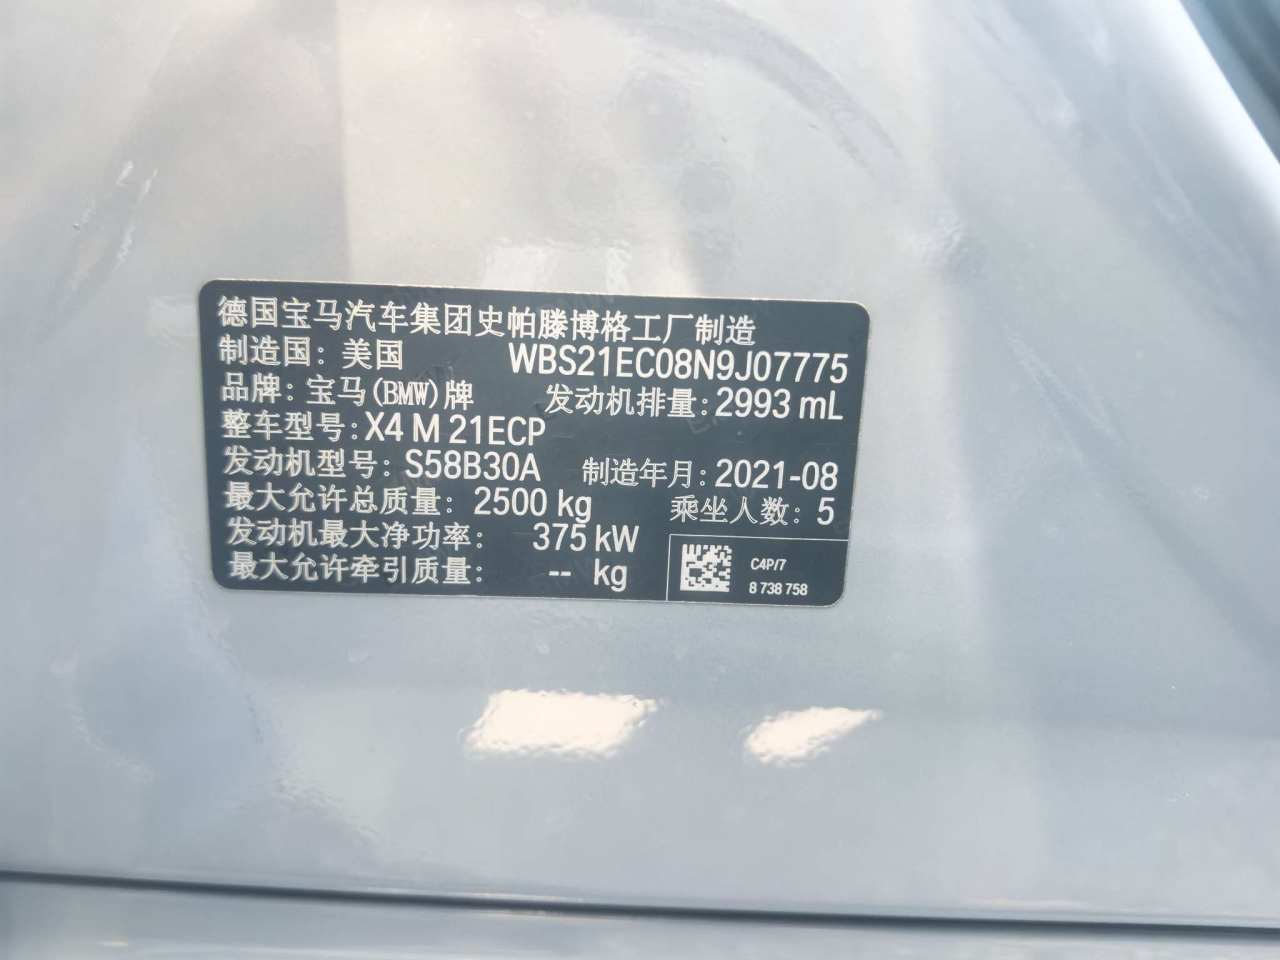 德国宝马汽车集团史帕滕博格工厂制造
制造国：美国 WBS21EC08N9J07775
品牌：宝马(BMW)牌 发动机排量：2993 mL
整车型号：X4 M 21ECP
发动机型号：S58B30A 制造年月：2021-08
最大允许总质量：2500 kg 乘坐人数：5
发动机最大净功率： 375 kW
最大允许牵引质量： -- kg
C4P/7
8 738 758